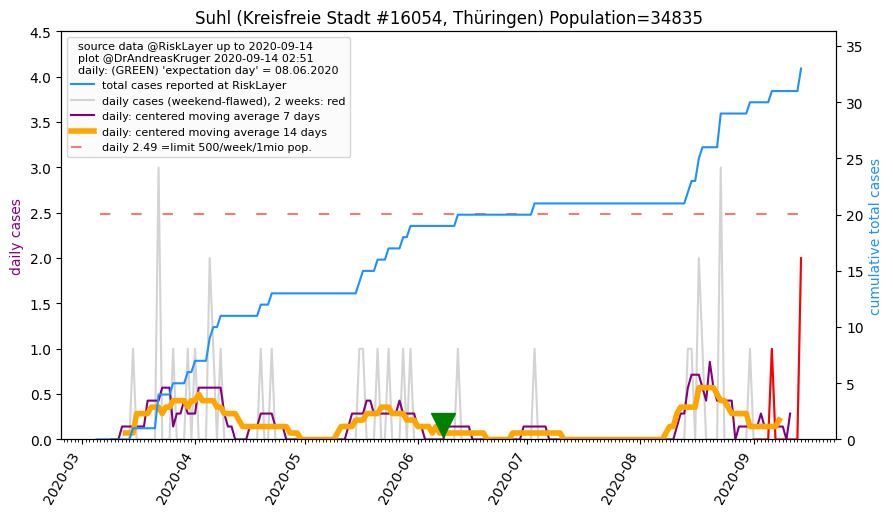 Suhl (Kreisfreie Stadt #16054, Thüringen) Population=34835
source data @RiskLayer up to 2020-09-14
plot @DrAndreasKruger 2020-09-14 02:51
daily: (GREEN) 'expectation day' = 08.06.2020
total cases reported at RiskLayer
daily cases (weekend-flawed), 2 weeks: red
daily: centered moving average 7 days
daily: centered moving average 14 days
daily 2.49 =limit 500/week/1mio pop.
daily cases
4.5
4.0
3.5
3.0
2.5
2.0
1.5
1.0
0.5
0.0
35
30
25
20
15
10
5
0
cumulative total cases
2020-03
2020-04
2020-05
2020-06
2020-07
2020-08
2020-09